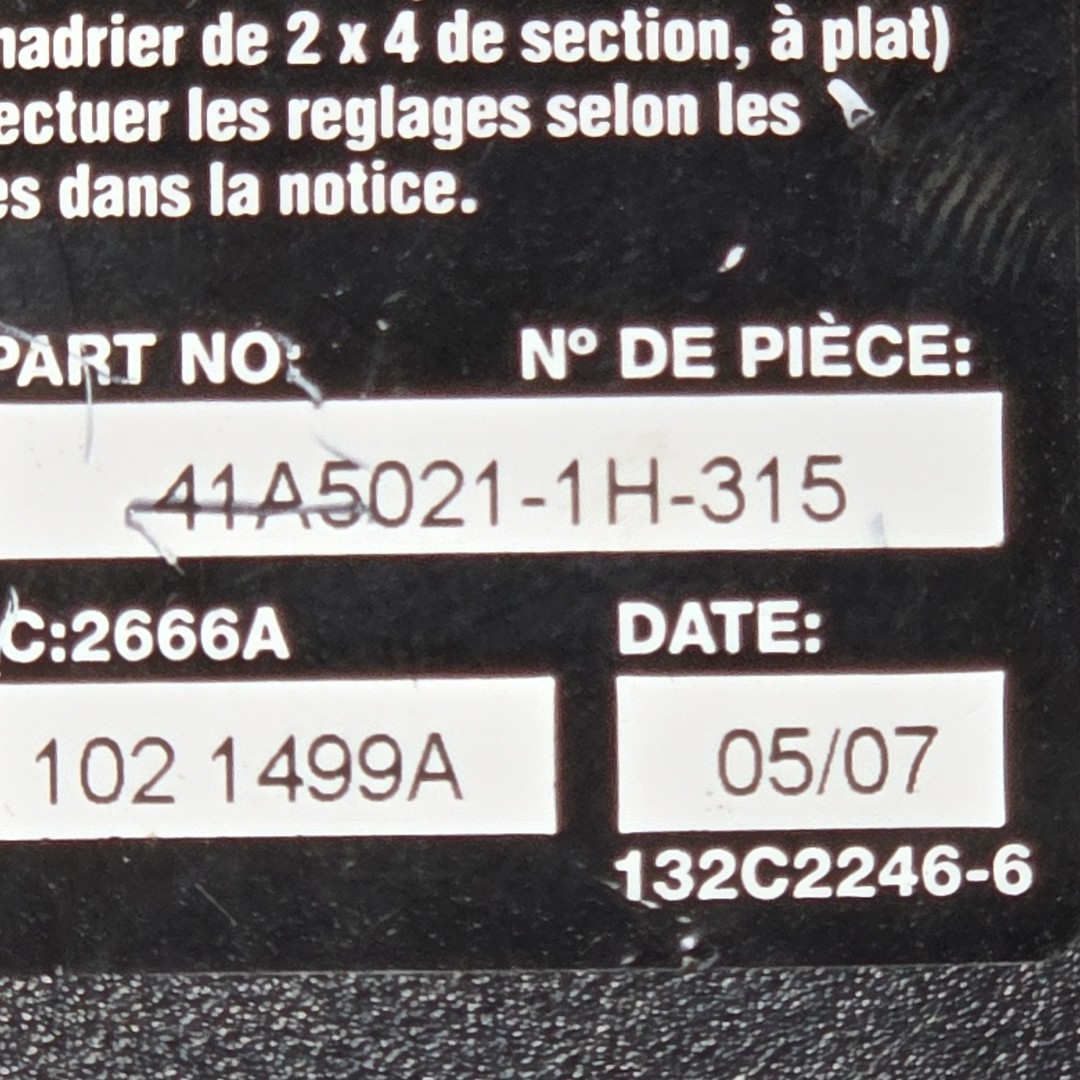 madrier de 2 x 4 de section, à plat)
ectuer les reglages selon les
es dans la notice.
PART NO: Nº DE PIÈCE:
41A5021-1H-315
C:2666A DATE:
102 1499A 05/07
132C2246-6